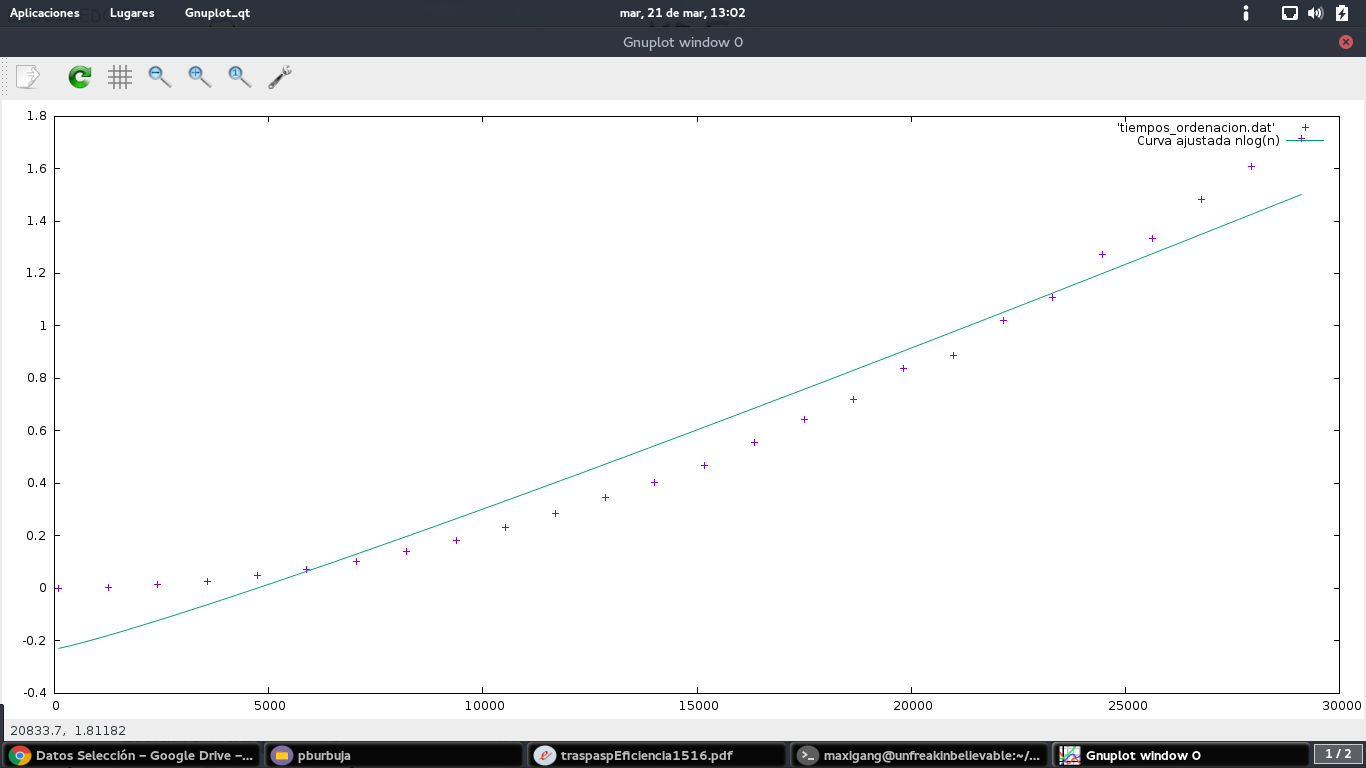 Aplicaciones Lugares Gnuplot_qt mar, 21 de mar, 13:02
Gnuplot window 0
1.8
'tiempos_ordenacion.dat'
Curva ajustada nlog(n)
1.6
1.4
1.2
1
0.8
0.6
0.4
0.2
0
-0.2
-0.4
0 5000 10000 15000 20000 25000 30000
20833.7, 1.81182
Datos Selección – Google Drive –... pburbuja traspaspEficiencia1516.pdf maxigang@unfreakinbelievable:~/... Gnuplot window 0 1 / 2